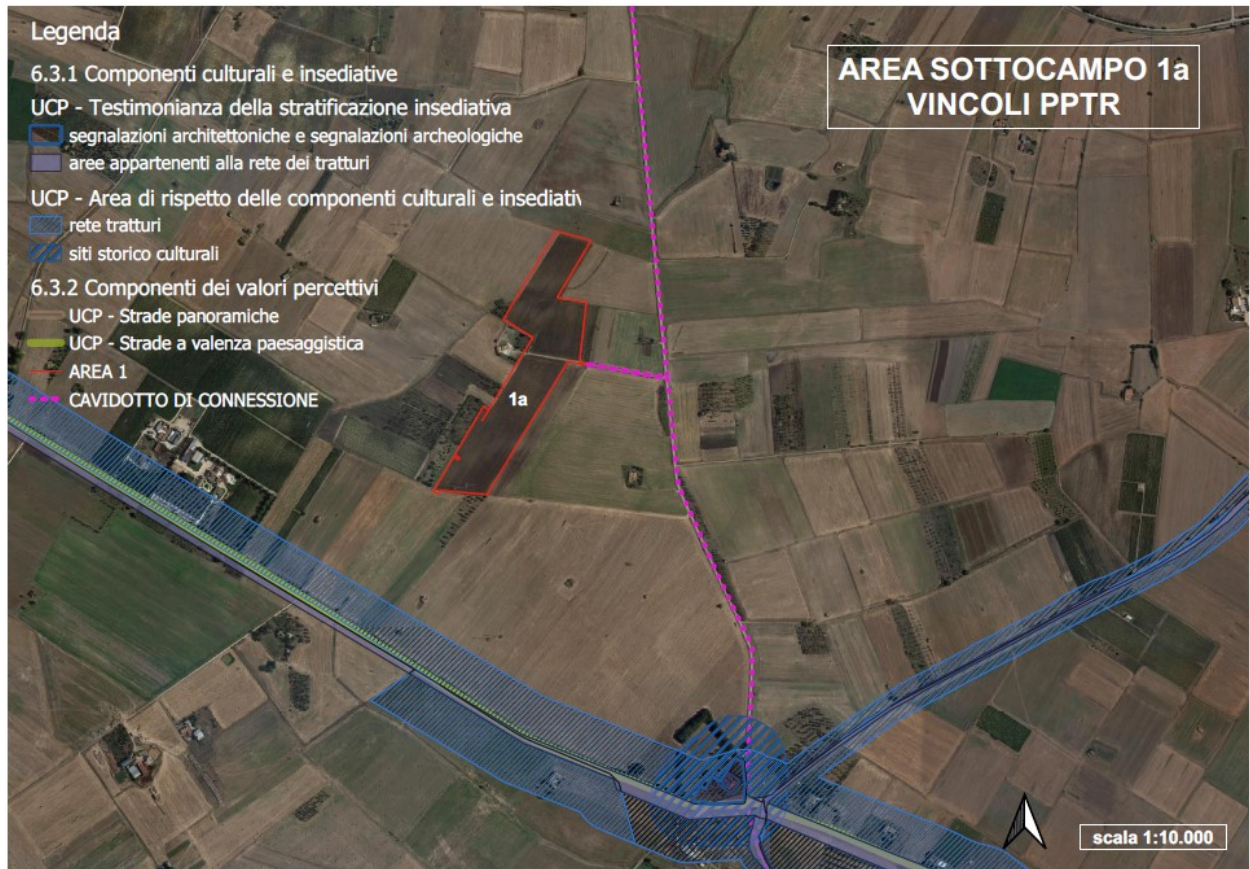 Legenda
6.3.1 Componenti culturali e insediative
UCP - Testimonianza della stratificazione insediativa
segnalazioni architettoniche e segnalazioni archeologiche
aree appartenenti alla rete dei tratturi
UCP - Area di rispetto delle componenti culturali e insediativ
rete tratturi
siti storico culturali
6.3.2 Componenti dei valori percettivi
UCP - Strade panoramiche
UCP - Strade a valenza paesaggistica
AREA 1
CAVIDOTTO DI CONNESSIONE
AREA SOTTOCAMPO 1a
VINCOLI PPTR
1a
scala 1:10.000